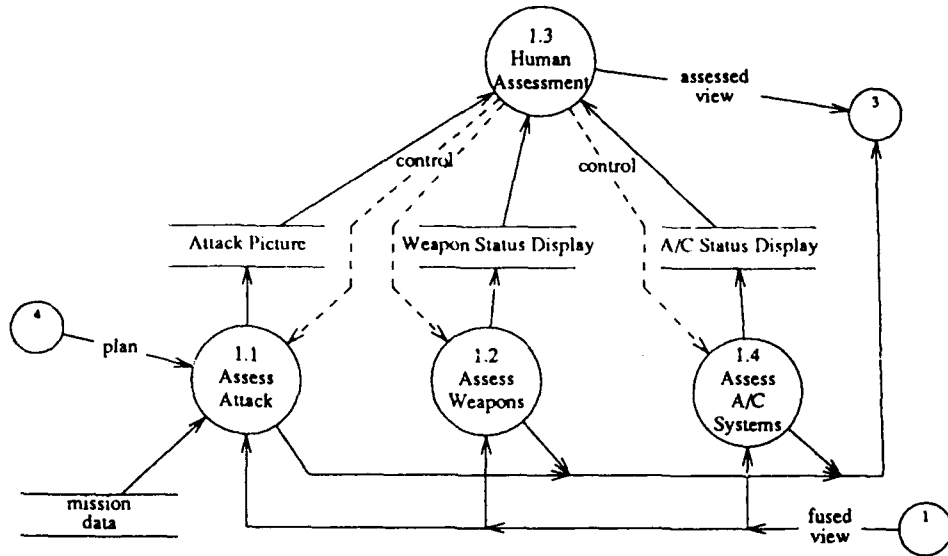 1.3
Human
Assessment
assessed
view
3
control
control
Attack Picture
Weapon Status Display
A/C Status Display
4
plan
1.1
Assess
Attack
1.2
Assess
Weapons
1.4
Assess
A/C
Systems
mission
data
fused
view
1